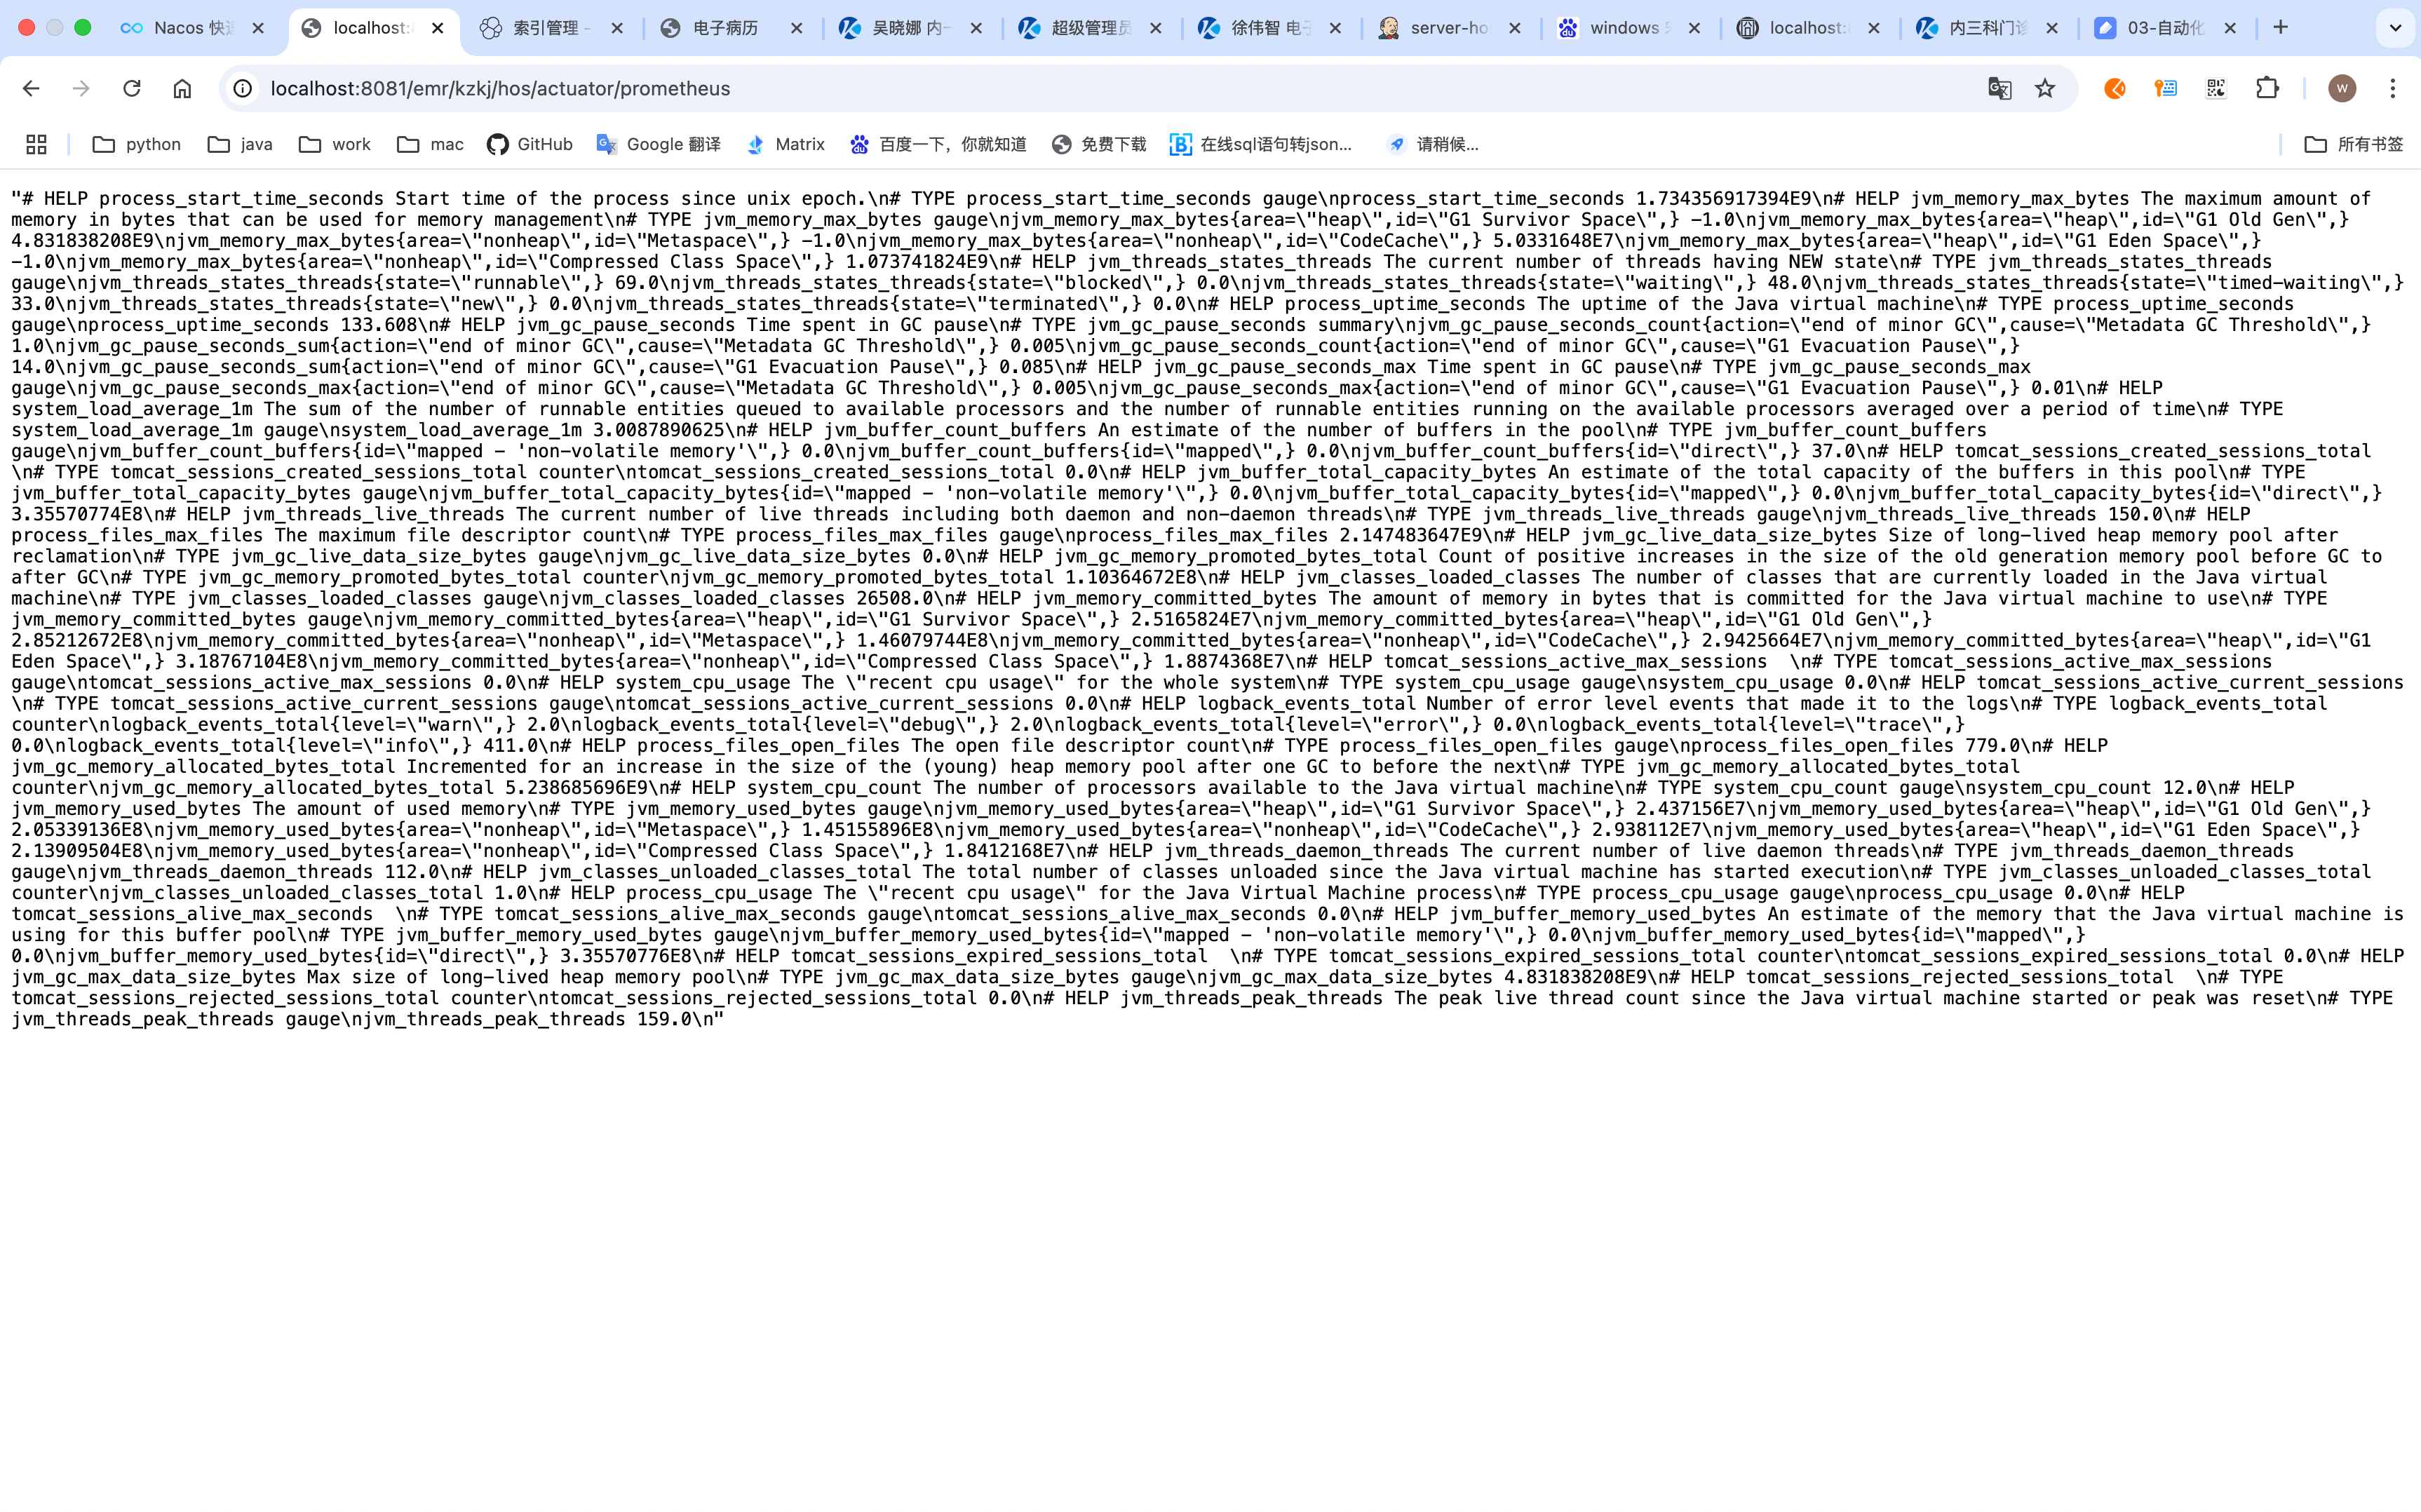 Nacos 快速
localhost:8
索引管理 -
电子病历
吴晓娜 内一
超级管理员
徐伟智 电子
server-ho
windows
localhost:8
内三科门诊
03-自动化
localhost:8081/emr/kzkj/hos/actuator/prometheus
W
python
java
work
mac
GitHub
Google 翻译
Matrix
百度一下，你就知道
免费下载
在线sql语句转json...
请稍候...
所有书签
"# HELP process_start_time_seconds Start time of the process since unix epoch.\n# TYPE process_start_time_seconds gauge\nprocess_start_time_seconds 1.734356917394E9\n# HELP jvm_memory_max_bytes The maximum amount of
memory in bytes that can be used for memory management\n# TYPE jvm_memory_max_bytes gauge\njvm_memory_max_bytes{area=\"heap\",id=\"G1 Survivor Space\",} -1.0\njvm_memory_max_bytes{area=\"heap\",id=\"G1 Old Gen\",}
4.831838208E9\njvm_memory_max_bytes{area=\"nonheap\",id=\"Metaspace\",} -1.0\njvm_memory_max_bytes{area=\"nonheap\",id=\"CodeCache\",} 5.0331648E7\njvm_memory_max_bytes{area=\"heap\",id=\"G1 Eden Space\",}
-1.0\njvm_memory_max_bytes{area=\"nonheap\",id=\"Compressed Class Space\",} 1.073741824E9\n# HELP jvm_threads_states_threads The current number of threads having NEW state\n# TYPE jvm_threads_states_threads
gauge\njvm_threads_states_threads{state=\"runnable\",} 69.0\njvm_threads_states_threads{state=\"blocked\",} 0.0\njvm_threads_states_threads{state=\"waiting\",} 48.0\njvm_threads_states_threads{state=\"timed-waiting\",}
33.0\njvm_threads_states_threads{state=\"new\",} 0.0\njvm_threads_states_threads{state=\"terminated\",} 0.0\n# HELP process_uptime_seconds The uptime of the Java virtual machine\n# TYPE process_uptime_seconds
gauge\nprocess_uptime_seconds 133.608\n# HELP jvm_gc_pause_seconds Time spent in GC pause\n# TYPE jvm_gc_pause_seconds summary\njvm_gc_pause_seconds_count{action=\"end of minor GC\",cause=\"Metadata GC Threshold\",}
1.0\njvm_gc_pause_seconds_sum{action=\"end of minor GC\",cause=\"Metadata GC Threshold\",} 0.005\njvm_gc_pause_seconds_count{action=\"end of minor GC\",cause=\"G1 Evacuation Pause\",}
14.0\njvm_gc_pause_seconds_sum{action=\"end of minor GC\",cause=\"G1 Evacuation Pause\",} 0.085\n# HELP jvm_gc_pause_seconds_max Time spent in GC pause\n# TYPE jvm_gc_pause_seconds_max
gauge\njvm_gc_pause_seconds_max{action=\"end of minor GC\",cause=\"Metadata GC Threshold\",} 0.005\njvm_gc_pause_seconds_max{action=\"end of minor GC\",cause=\"G1 Evacuation Pause\",} 0.01\n# HELP
system_load_average_1m The sum of the number of runnable entities queued to available processors and the number of runnable entities running on the available processors averaged over a period of time\n# TYPE
system_load_average_1m gauge\nsystem_load_average_1m 3.0087890625\n# HELP jvm_buffer_count_buffers An estimate of the number of buffers in the pool\n# TYPE jvm_buffer_count_buffers
gauge\njvm_buffer_count_buffers{id=\"mapped - 'non-volatile memory'\",} 0.0\njvm_buffer_count_buffers{id=\"mapped\",} 0.0\njvm_buffer_count_buffers{id=\"direct\",} 37.0\n# HELP tomcat_sessions_created_sessions_total
\n# TYPE tomcat_sessions_created_sessions_total counter\ntomcat_sessions_created_sessions_total 0.0\n# HELP jvm_buffer_total_capacity_bytes An estimate of the total capacity of the buffers in this pool\n# TYPE
jvm_buffer_total_capacity_bytes gauge\njvm_buffer_total_capacity_bytes{id=\"mapped - 'non-volatile memory'\",} 0.0\njvm_buffer_total_capacity_bytes{id=\"mapped\",} 0.0\njvm_buffer_total_capacity_bytes{id=\"direct\",}
3.35570774E8\n# HELP jvm_threads_live_threads The current number of live threads including both daemon and non-daemon threads\n# TYPE jvm_threads_live_threads gauge\njvm_threads_live_threads 150.0\n# HELP
process_files_max_files The maximum file descriptor count\n# TYPE process_files_max_files gauge\nprocess_files_max_files 2.147483647E9\n# HELP jvm_gc_live_data_size_bytes Size of long-lived heap memory pool after
reclamation\n# TYPE jvm_gc_live_data_size_bytes gauge\njvm_gc_live_data_size_bytes 0.0\n# HELP jvm_gc_memory_promoted_bytes_total Count of positive increases in the size of the old generation memory pool before GC to
after GC\n# TYPE jvm_gc_memory_promoted_bytes_total counter\njvm_gc_memory_promoted_bytes_total 1.10364672E8\n# HELP jvm_classes_loaded_classes The number of classes that are currently loaded in the Java virtual
machine\n# TYPE jvm_classes_loaded_classes gauge\njvm_classes_loaded_classes 26508.0\n# HELP jvm_memory_committed_bytes The amount of memory in bytes that is committed for the Java virtual machine to use\n# TYPE
jvm_memory_committed_bytes gauge\njvm_memory_committed_bytes{area=\"heap\",id=\"G1 Survivor Space\",} 2.5165824E7\njvm_memory_committed_bytes{area=\"heap\",id=\"G1 Old Gen\",}
2.85212672E8\njvm_memory_committed_bytes{area=\"nonheap\",id=\"Metaspace\",} 1.46079744E8\njvm_memory_committed_bytes{area=\"nonheap\",id=\"CodeCache\",} 2.9425664E7\njvm_memory_committed_bytes{area=\"heap\",id=\"G1
Eden Space\",} 3.18767104E8\njvm_memory_committed_bytes{area=\"nonheap\",id=\"Compressed Class Space\",} 1.8874368E7\n# HELP tomcat_sessions_active_max_sessions  \n# TYPE tomcat_sessions_active_max_sessions
gauge\ntomcat_sessions_active_max_sessions 0.0\n# HELP system_cpu_usage The \"recent cpu usage\" for the whole system\n# TYPE system_cpu_usage gauge\nsystem_cpu_usage 0.0\n# HELP tomcat_sessions_active_current_sessions
\n# TYPE tomcat_sessions_active_current_sessions gauge\ntomcat_sessions_active_current_sessions 0.0\n# HELP logback_events_total Number of error level events that made it to the logs\n# TYPE logback_events_total
counter\nlogback_events_total{level=\"warn\",} 2.0\nlogback_events_total{level=\"debug\",} 2.0\nlogback_events_total{level=\"error\",} 0.0\nlogback_events_total{level=\"trace\",}
0.0\nlogback_events_total{level=\"info\",} 411.0\n# HELP process_files_open_files The open file descriptor count\n# TYPE process_files_open_files gauge\nprocess_files_open_files 779.0\n# HELP
jvm_gc_memory_allocated_bytes_total Incremented for an increase in the size of the (young) heap memory pool after one GC to before the next\n# TYPE jvm_gc_memory_allocated_bytes_total
counter\njvm_gc_memory_allocated_bytes_total 5.238685696E9\n# HELP system_cpu_count The number of processors available to the Java virtual machine\n# TYPE system_cpu_count gauge\nsystem_cpu_count 12.0\n# HELP
jvm_memory_used_bytes The amount of used memory\n# TYPE jvm_memory_used_bytes gauge\njvm_memory_used_bytes{area=\"heap\",id=\"G1 Survivor Space\",} 2.437156E7\njvm_memory_used_bytes{area=\"heap\",id=\"G1 Old Gen\",}
2.05339136E8\njvm_memory_used_bytes{area=\"nonheap\",id=\"Metaspace\",} 1.45155896E8\njvm_memory_used_bytes{area=\"nonheap\",id=\"CodeCache\",} 2.938112E7\njvm_memory_used_bytes{area=\"heap\",id=\"G1 Eden Space\",}
2.13909504E8\njvm_memory_used_bytes{area=\"nonheap\",id=\"Compressed Class Space\",} 1.8412168E7\n# HELP jvm_threads_daemon_threads The current number of live daemon threads\n# TYPE jvm_threads_daemon_threads
gauge\njvm_threads_daemon_threads 112.0\n# HELP jvm_classes_unloaded_classes_total The total number of classes unloaded since the Java virtual machine has started execution\n# TYPE jvm_classes_unloaded_classes_total
counter\njvm_classes_unloaded_classes_total 1.0\n# HELP process_cpu_usage The \"recent cpu usage\" for the Java Virtual Machine process\n# TYPE process_cpu_usage gauge\nprocess_cpu_usage 0.0\n# HELP
tomcat_sessions_alive_max_seconds  \n# TYPE tomcat_sessions_alive_max_seconds gauge\ntomcat_sessions_alive_max_seconds 0.0\n# HELP jvm_buffer_memory_used_bytes An estimate of the memory that the Java virtual machine is
using for this buffer pool\n# TYPE jvm_buffer_memory_used_bytes gauge\njvm_buffer_memory_used_bytes{id=\"mapped - 'non-volatile memory'\",} 0.0\njvm_buffer_memory_used_bytes{id=\"mapped\",}
0.0\njvm_buffer_memory_used_bytes{id=\"direct\",} 3.35570776E8\n# HELP tomcat_sessions_expired_sessions_total  \n# TYPE tomcat_sessions_expired_sessions_total counter\ntomcat_sessions_expired_sessions_total 0.0\n# HELP
jvm_gc_max_data_size_bytes Max size of long-lived heap memory pool\n# TYPE jvm_gc_max_data_size_bytes gauge\njvm_gc_max_data_size_bytes 4.831838208E9\n# HELP tomcat_sessions_rejected_sessions_total  \n# TYPE
tomcat_sessions_rejected_sessions_total counter\ntomcat_sessions_rejected_sessions_total 0.0\n# HELP jvm_threads_peak_threads The peak live thread count since the Java virtual machine started or peak was reset\n# TYPE
jvm_threads_peak_threads gauge\njvm_threads_peak_threads 159.0\n"